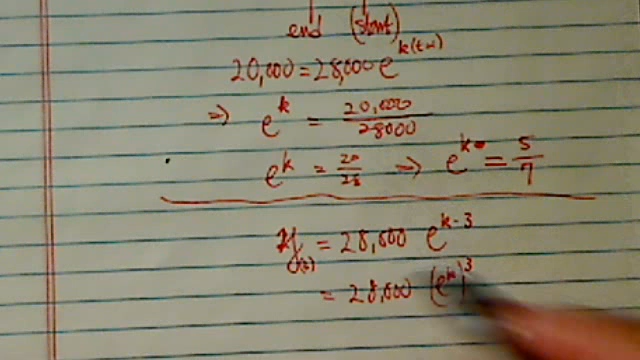 end (start)
20,000 = 28,000 e^k(t=1)
⇒ e^k = 20,000/28000
e^k = 20/28 → e^k = 5/7
= 28,000 e^k·3
(t)
= 28,000 (e^k)^3